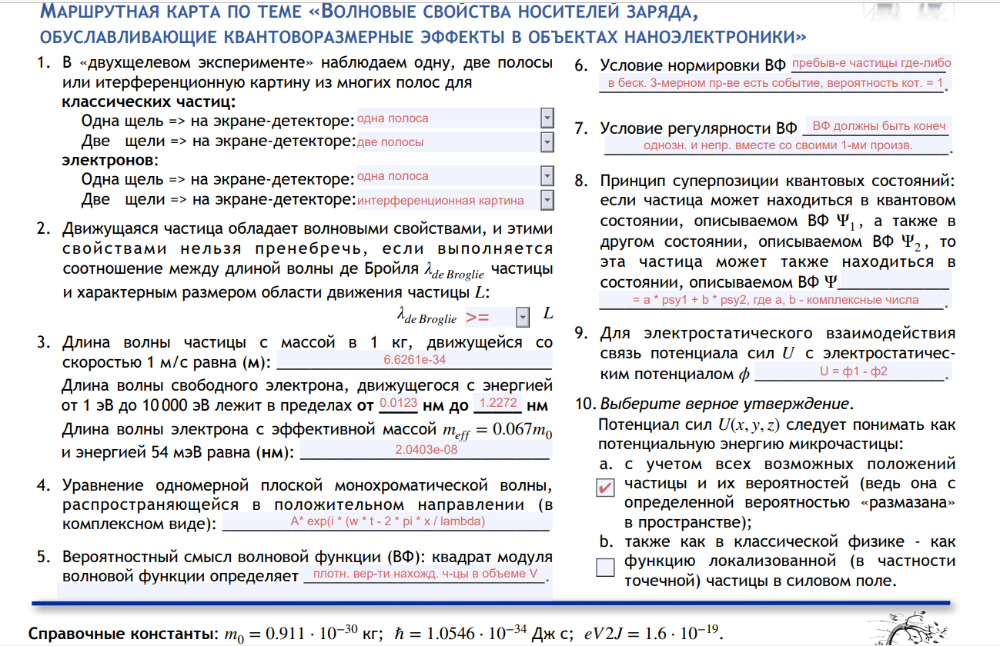 МАРШРУТНАЯ КАРТА ПО ТЕМЕ «ВОЛНОВЫЕ СВОЙСТВА НОСИТЕЛЕЙ ЗАРЯДА,
ОБУСЛАВЛИВАЮЩИЕ КВАНТОВОРАЗМЕРНЫЕ ЭФФЕКТЫ В ОБЪЕКТАХ НАНОЭЛЕКТРОНИКИ»
1. В «двухщелевом эксперименте» наблюдаем одну, две полосы
или итерференционную картину из многих полос для
классических частиц:
Одна щель => на экране-детекторе: одна полоса
Две щели => на экране-детекторе: две полосы
электронов:
Одна щель => на экране-детекторе: одна полоса
Две щели => на экране-детекторе: интерференционная картина
2. Движущаяся частица обладает волновыми свойствами, и этими
свойствами нельзя пренебречь, если выполняется
соотношение между длиной волны де Бройля λ de Broglie частицы
и характерным размером области движения частицы L:
λ de Broglie >= L
3. Длина волны частицы с массой в 1 кг, движущейся со
скоростью 1 м/с равна (м): 6.6261e-34
Длина волны свободного электрона, движущегося с энергией
от 1 эВ до 10 000 эВ лежит в пределах от 0.0123 нм до 1.2272 нм
Длина волны электрона с эффективной массой m eff = 0.067m0
и энергией 54 мэВ равна (нм): 2.0403e-08
4. Уравнение одномерной плоской монохроматической волны,
распространяющейся в положительном направлении (в
комплексном виде): A* exp(i * (w * t - 2 * pi * x / lambda)
5. Вероятностный смысл волновой функции (ВФ): квадрат модуля
волновой функции определяет плотн. вер-ти нахожд. ч-цы в объеме V.
6. Условие нормировки ВФ пребыв-е частицы где-либо
в беск. 3-мерном пр-ве есть событие, вероятность кот. = 1.
7. Условие регулярности ВФ ВФ должны быть конеч
однозн. и непр. вместе со своими 1-ми произв.
8. Принцип суперпозиции квантовых состояний:
если частица может находиться в квантовом
состоянии, описываемом ВФ Ψ1, а также в
другом состоянии, описываемом ВФ Ψ2, то
эта частица может также находиться в
состоянии, описываемом ВФ Ψ
= a * psy1 + b * psy2, где a, b - комплексные числа.
9. Для электростатического взаимодействия
связь потенциала сил U с электростатичес-
ким потенциалом ϕ U = ф1 - ф2.
10. Выберите верное утверждение.
Потенциал сил U(x, y, z) следует понимать как
потенциальную энергию микрочастицы:
a. с учетом всех возможных положений
✔ частицы и их вероятностей (ведь она с
определенной вероятностью «размазана»
в пространстве);
b. также как в классической физике - как
функцию локализованной (в частности
точечной) частицы в силовом поле.
Справочные константы: m0 = 0.911 · 10⁻³⁰ кг; ℏ = 1.0546 · 10⁻³⁴ Дж с; eV2J = 1.6 · 10⁻¹⁹.